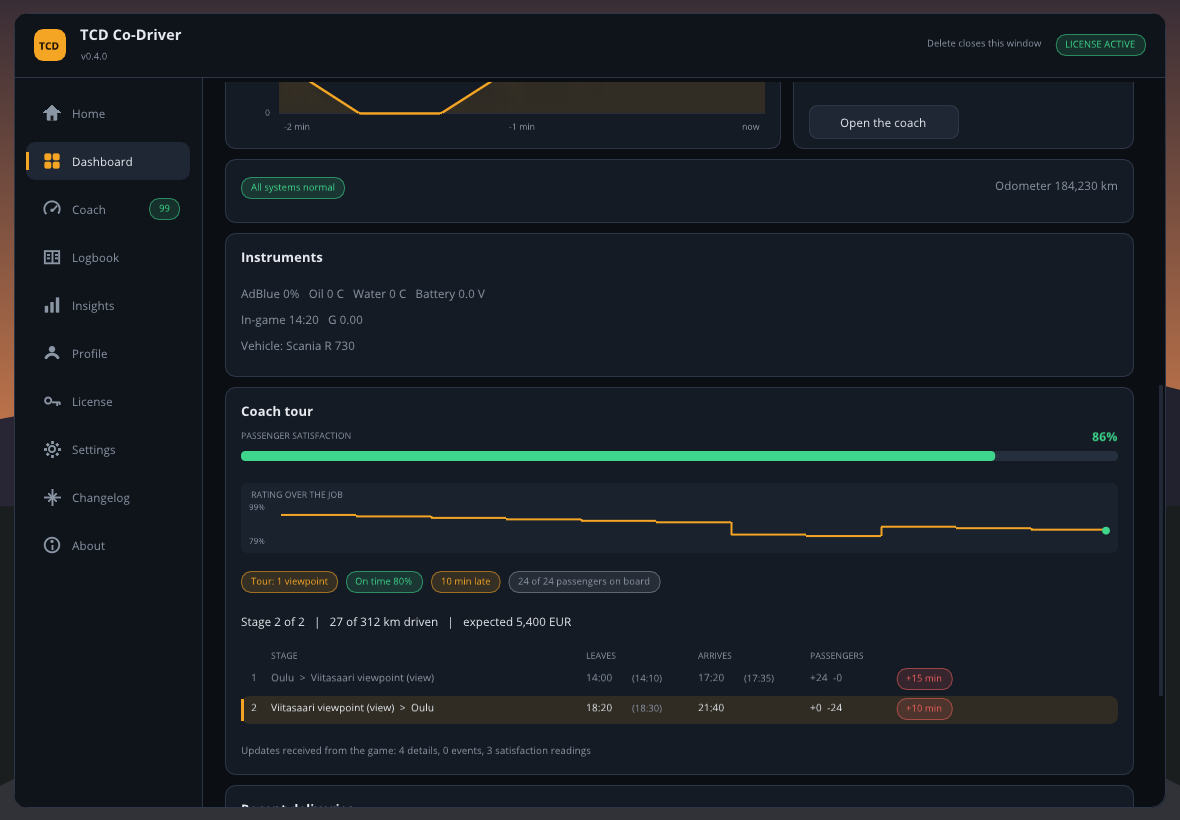 TCD
TCD Co-Driver
v0.4.0
Delete closes this window
LICENSE ACTIVE
Home
Dashboard
Coach
99
Logbook
Insights
Profile
License
Settings
Changelog
About
0
-2 min
-1 min
now
Open the coach
All systems normal
Odometer 184,230 km
Instruments
AdBlue 0% Oil 0 C Water 0 C Battery 0.0 V
In-game 14:20 G 0.00
Vehicle: Scania R 730
Coach tour
PASSENGER SATISFACTION
86%
RATING OVER THE JOB
99%
79%
Tour: 1 viewpoint
On time 80%
10 min late
24 of 24 passengers on board
Stage 2 of 2 | 27 of 312 km driven | expected 5,400 EUR
STAGE LEAVES ARRIVES PASSENGERS
1 Oulu > Viitasaari viewpoint (view) 14:00 (14:10) 17:20 (17:35) +24 -0 +15 min
2 Viitasaari viewpoint (view) > Oulu 18:20 (18:30) 21:40 +0 -24 +10 min
Updates received from the game: 4 details, 0 events, 3 satisfaction readings